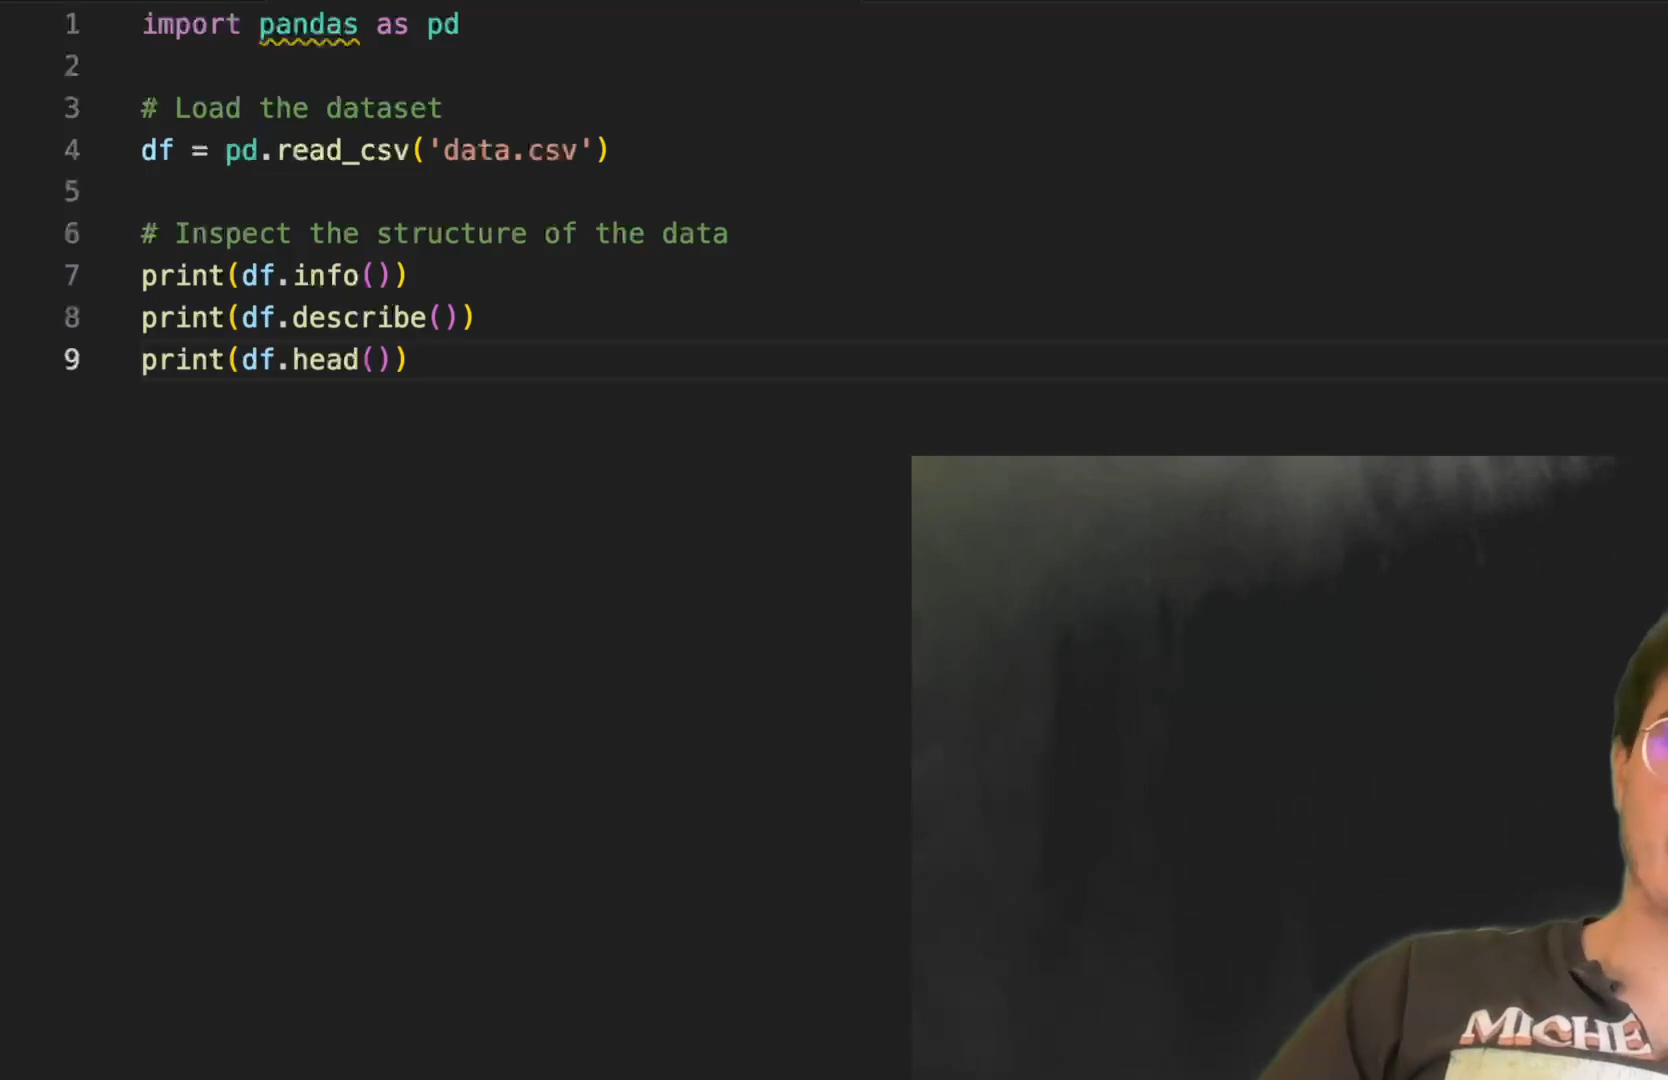 1 import pandas as pd
2
3 # Load the dataset
4 df = pd.read_csv('data.csv')
5
6 # Inspect the structure of the data
7 print(df.info())
8 print(df.describe())
9 print(df.head())
MICHE